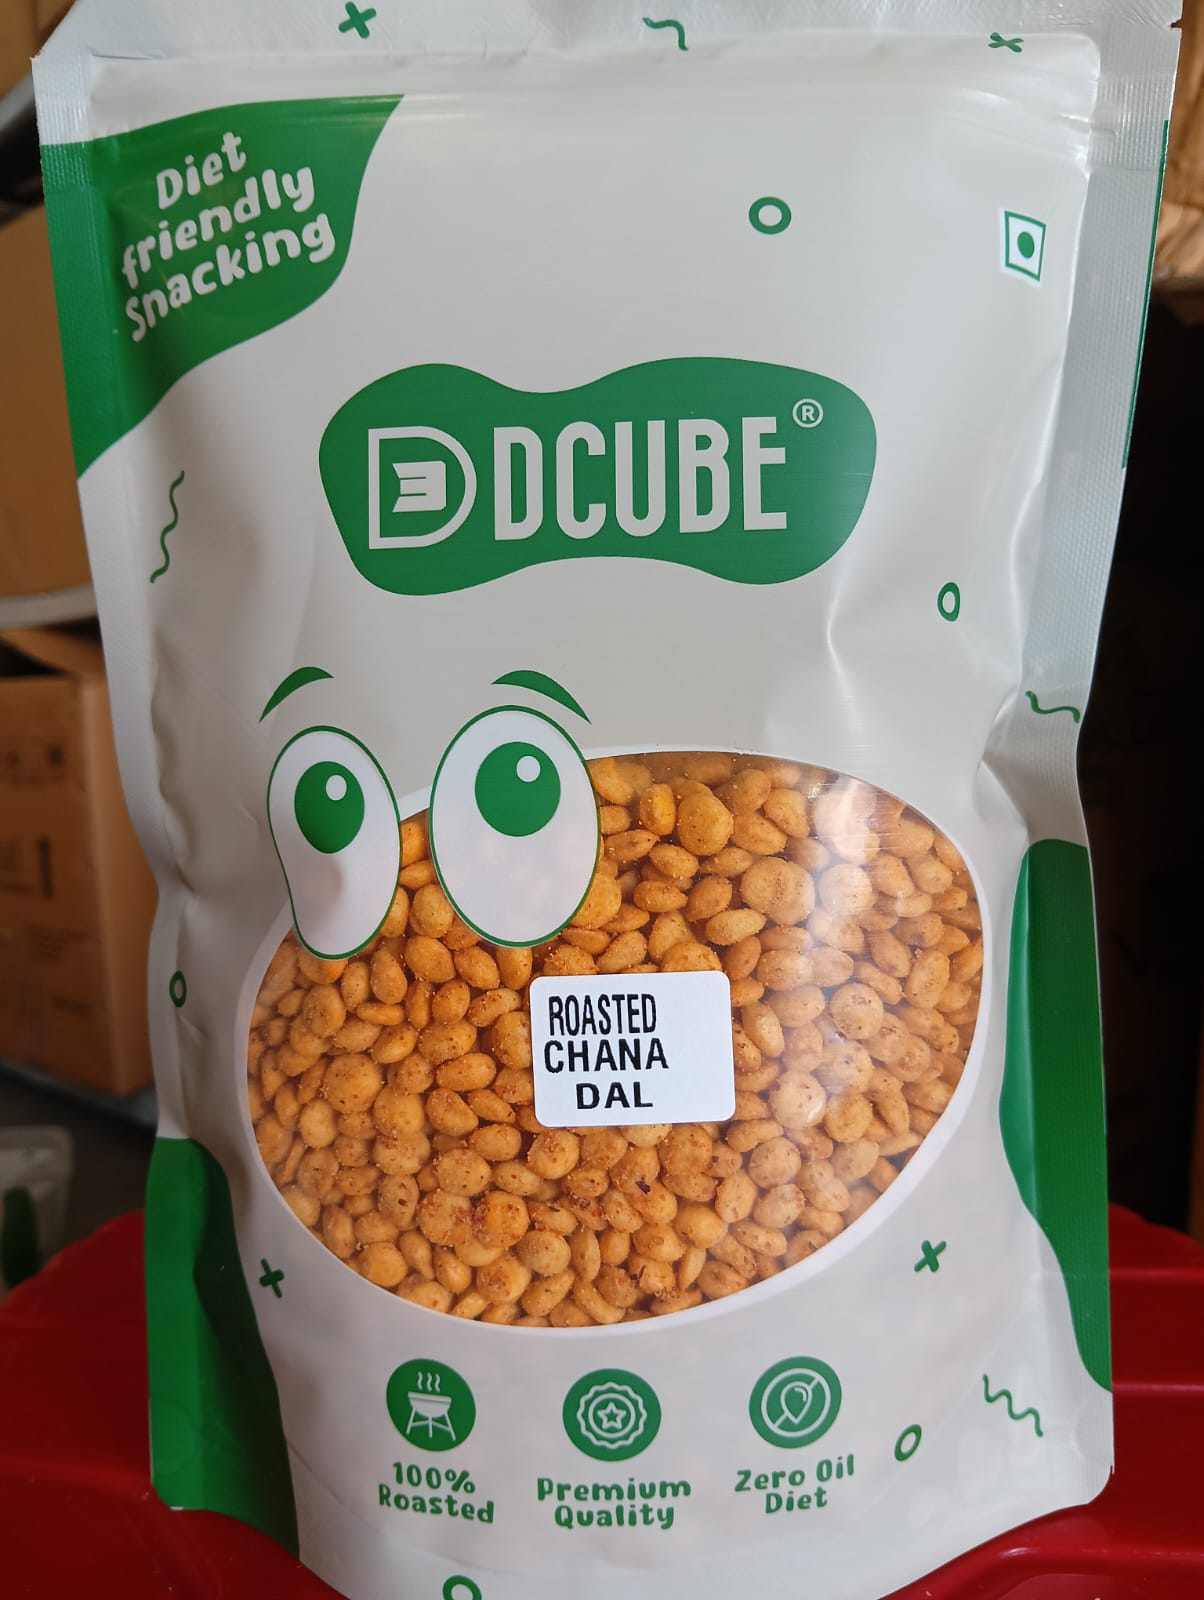 Diet
friendly
Snacking
DCUBE®
ROASTED
CHANA
DAL
100%
Roasted
Premium
Quality
Zero Oil
Diet